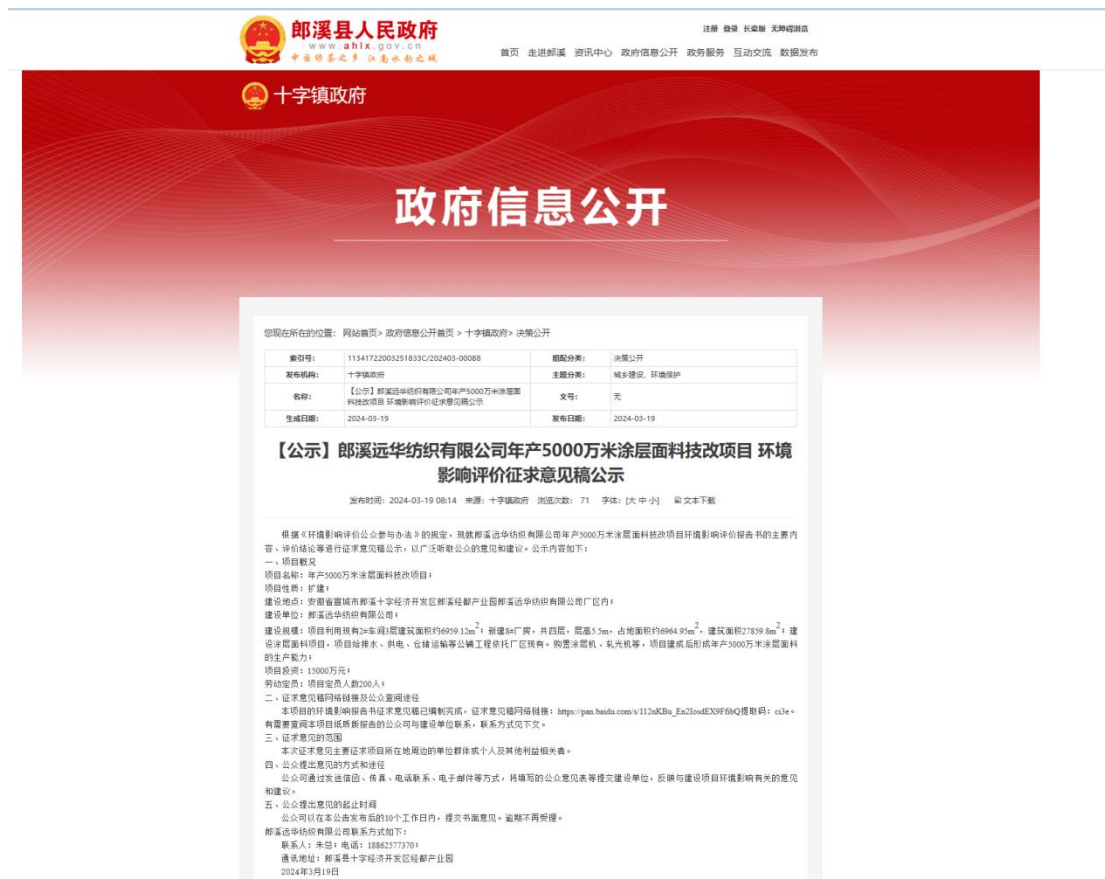 郎溪县人民政府
www.ahlx.gov.cn
中国绿茶之乡 江南水韵之城
注册 登录 长辈版 无障碍浏览
首页 走进郎溪 资讯中心 政府信息公开 政务服务 互动交流 数据发布
十字镇政府
政府信息公开
您现在所在的位置： 网站首页> 政府信息公开首页 > 十字镇政府> 决策公开
索引号： 11341722003251833C/202403-00088 组配分类： 决策公开
发布机构： 十字镇政府 主题分类： 城乡建设、环境保护
名称： 【公示】郎溪远华纺织有限公司年产5000万米涂层面
科技改项目 环境影响评价征求意见稿公示 文号： 无
生成日期： 2024-03-19 发布日期： 2024-03-19
【公示】郎溪远华纺织有限公司年产5000万米涂层面料技改项目 环境
影响评价征求意见稿公示
发布时间：2024-03-19 08:14 来源：十字镇政府 浏览次数： 71 字体：[大 中 小] 文本下载
根据《环境影响评价公众参与办法》的规定，现就郎溪远华纺织有限公司年产5000万米涂层面料技改项目环境影响评价报告书的主要内
容、评价结论等进行征求意见稿公示，以广泛听取公众的意见和建议。公示内容如下：
一、项目概况
项目名称：年产5000万米涂层面料技改项目；
项目性质：扩建；
建设地点：安徽省宣城市郎溪十字经济开发区郎溪经都产业园郎溪远华纺织有限公司厂区内；
建设单位：郎溪远华纺织有限公司；
建设规模：项目利用现有2#车间3层建筑面积约6959.12m²；新建8#厂房，共四层，层高5.5m，占地面积约6964.95m²，建筑面积27859.8m²；建
设涂层面料项目，项目给排水、供电、仓储运输等公辅工程依托厂区现有。购置涂层机、轧光机等，项目建成后形成年产5000万米涂层面料
的生产能力；
项目投资：15000万元；
劳动定员：项目定员人数200人；
二、征求意见稿网络链接及公众查阅途径
本项目的环境影响报告书征求意见稿已编制完成，征求意见稿网络链接：https://pan.baidu.com/s/112nKBu_En2IosdEX9FfibQ提取码：ci3e。
有需要查阅本项目纸质版报告的公众可与建设单位联系，联系方式见下文。
三、征求意见的范围
本次征求意见主要征求项目所在地周边的单位群体或个人及其他利益相关者。
四、公众提出意见的方式和途径
公众可通过发送信函、传真、电话联系、电子邮件等方式，将填写的公众意见表等提交建设单位，反映与建设项目环境影响有关的意见
和建议。
五、公众提出意见的起止时间
公众可以在本公告发布后的10个工作日内，提交书面意见。逾期不再受理。
郎溪远华纺织有限公司联系方式如下：
联系人：朱总；电话：18862577370；
通讯地址：郎溪县十字经济开发区经都产业园
2024年3月19日